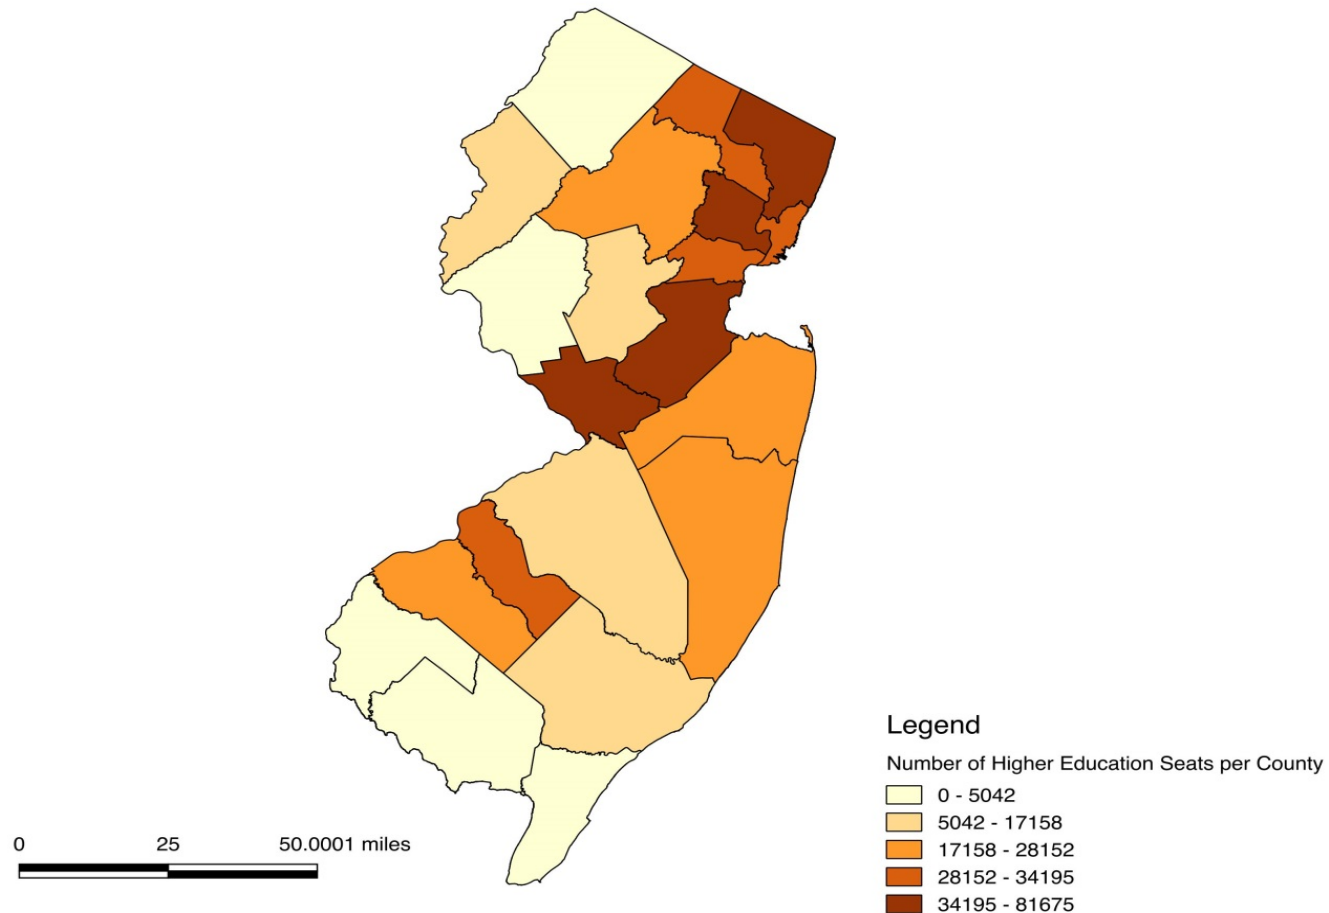 Legend
Number of Higher Education Seats per County
0 - 5042
5042 - 17158
17158 - 28152
28152 - 34195
34195 - 81675
0 25 50.0001 miles